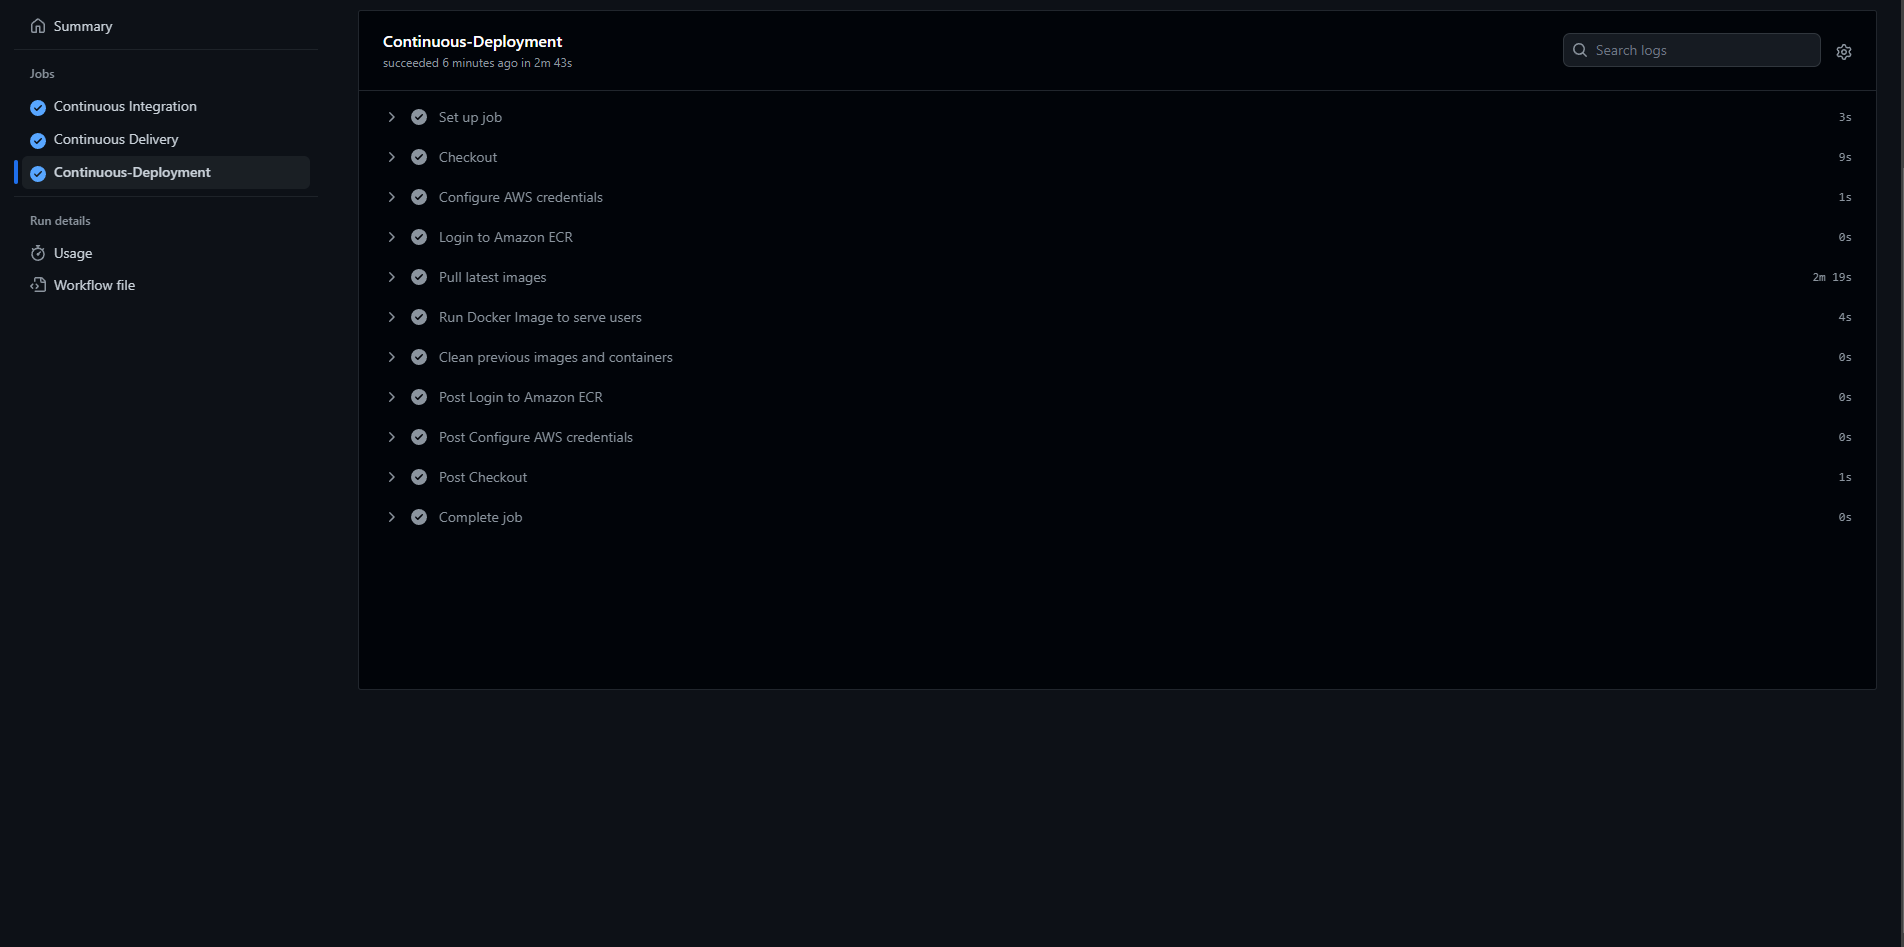 Summary
Jobs
Continuous Integration
Continuous Delivery
Continuous-Deployment
Run details
Usage
Workflow file
Continuous-Deployment
succeeded 6 minutes ago in 2m 43s
Search logs
Set up job 3s
Checkout 9s
Configure AWS credentials 1s
Login to Amazon ECR 0s
Pull latest images 2m 19s
Run Docker Image to serve users 4s
Clean previous images and containers 0s
Post Login to Amazon ECR 0s
Post Configure AWS credentials 0s
Post Checkout 1s
Complete job 0s